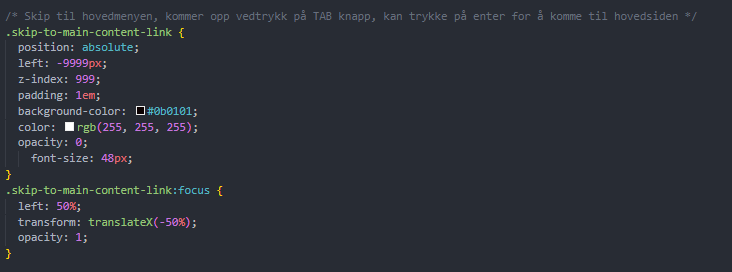 /* Skip til hovedmenyen, kommer opp vedtrykk på TAB knapp, kan trykke på enter for å komme til hovedsiden */
.skip-to-main-content-link {
  position: absolute;
  left: -9999px;
  z-index: 999;
  padding: 1em;
  background-color: #0b0101;
  color: rgb(255, 255, 255);
  opacity: 0;
    font-size: 48px;
}
.skip-to-main-content-link:focus {
  left: 50%;
  transform: translateX(-50%);
  opacity: 1;
}